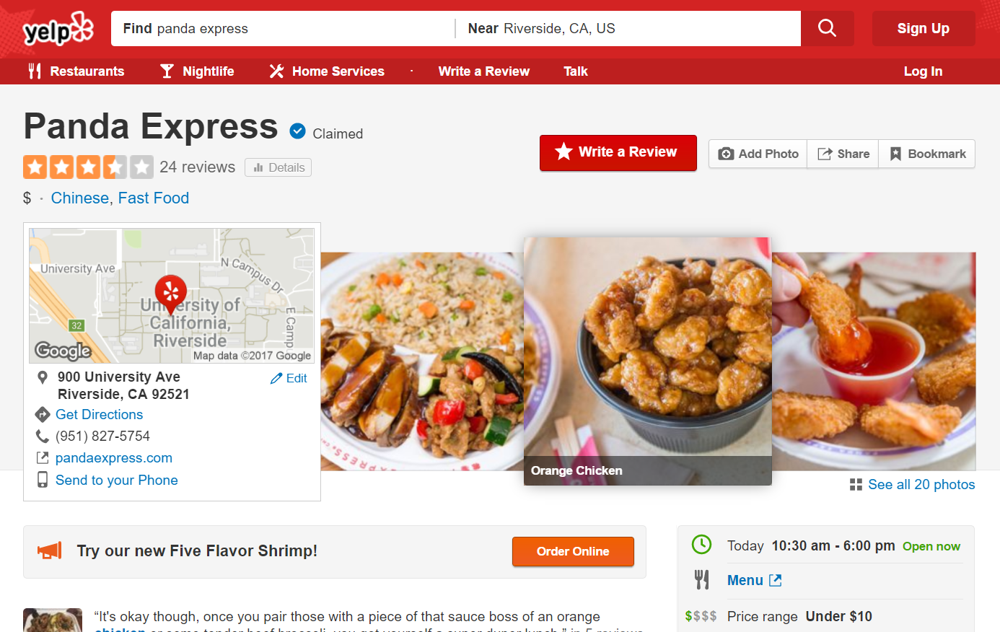 yelp
Find panda express
Near Riverside, CA, US
Sign Up
Restaurants
Nightlife
Home Services
·
Write a Review
Talk
Log In
Panda Express
Claimed
Write a Review
Add Photo
Share
Bookmark
24 reviews
Details
$ · Chinese, Fast Food
University Ave
N Campus Dr
University of
California,
Riverside
E Campu
32
Google
Map data ©2017 Google
900 University Ave
Riverside, CA 92521
Edit
Get Directions
(951) 827-5754
pandaexpress.com
Send to your Phone
Orange Chicken
See all 20 photos
Try our new Five Flavor Shrimp!
Order Online
Today 10:30 am - 6:00 pm Open now
Menu
$$$$ Price range Under $10
“It's okay though, once you pair those with a piece of that sauce boss of an orange
chicken or some tender beef broccoli, you got yourself a super duper lunch.” in 5 reviews